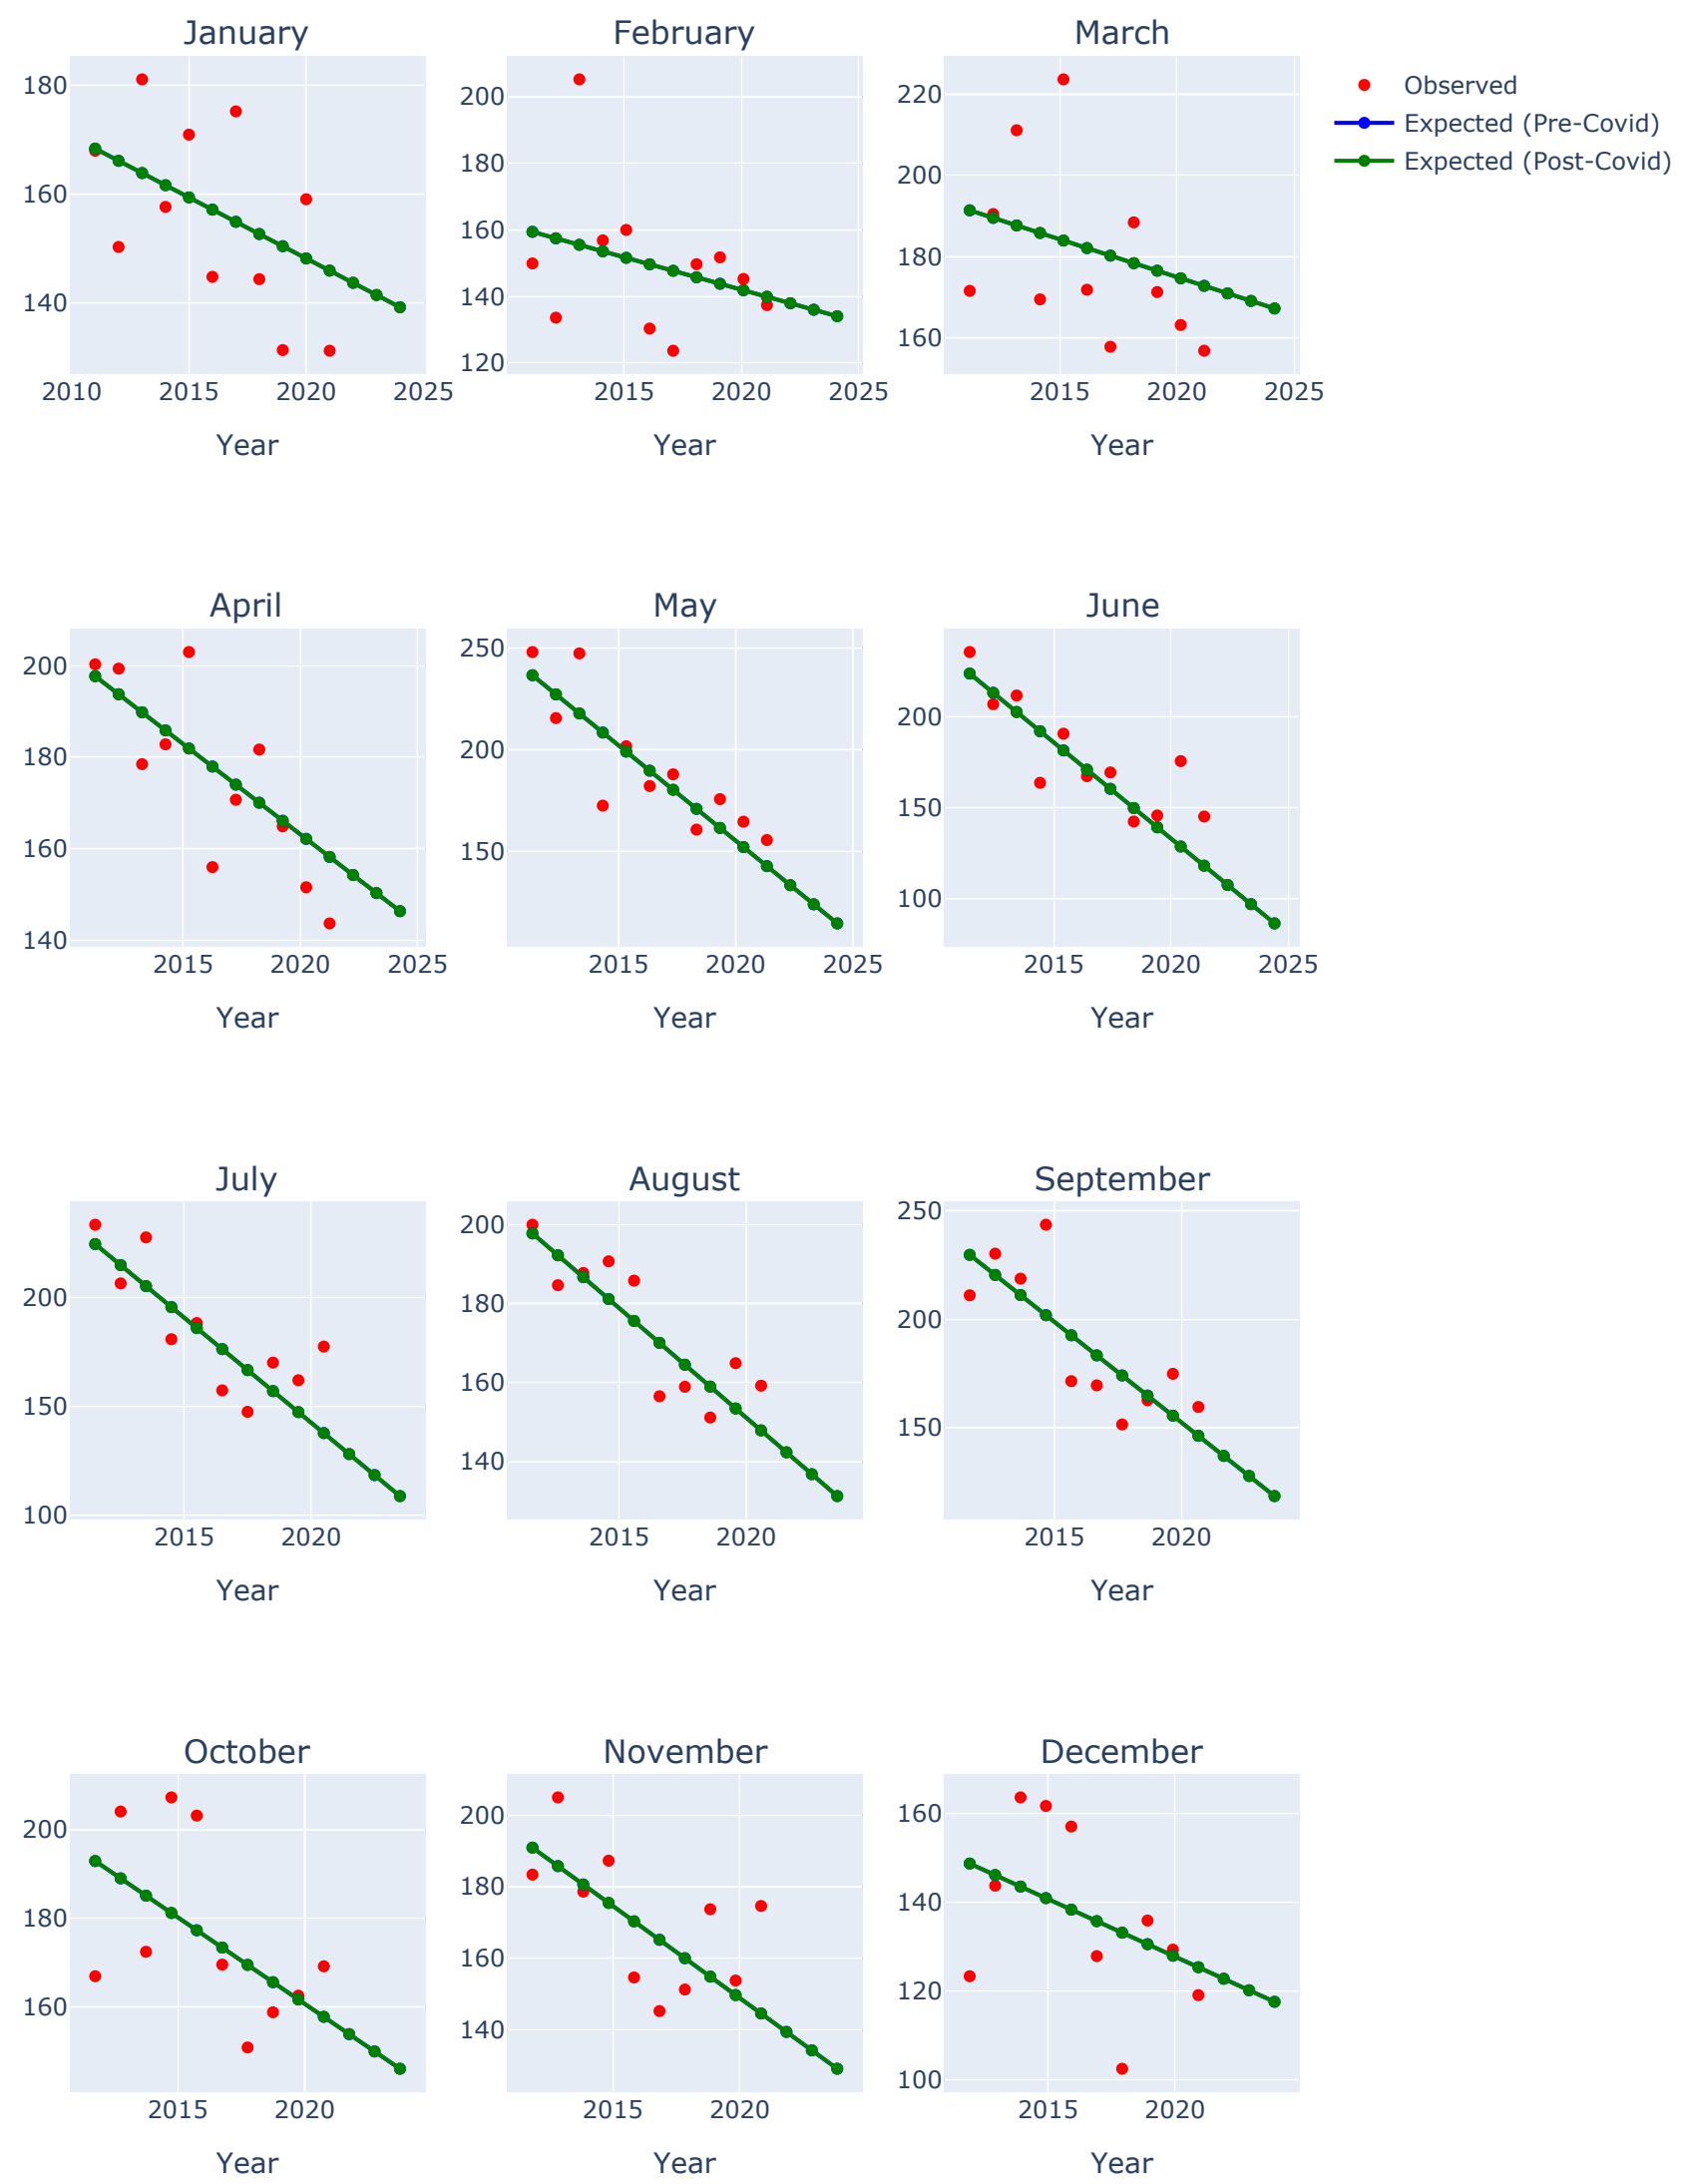 January February March
180
160
140
2010 2015 2020 2025
Year
200
180
160
140
120
2015 2020 2025
Year
220
200
180
160
2015 2020 2025
Year
Observed
Expected (Pre-Covid)
Expected (Post-Covid)
April May June
200
180
160
140
2015 2020 2025
Year
250
200
150
2015 2020 2025
Year
200
150
100
2015 2020 2025
Year
July August September
200
150
100
2015 2020
Year
200
180
160
140
2015 2020
Year
250
200
150
2015 2020
Year
October November December
200
180
160
2015 2020
Year
200
180
160
140
2015 2020
Year
160
140
120
100
2015 2020
Year